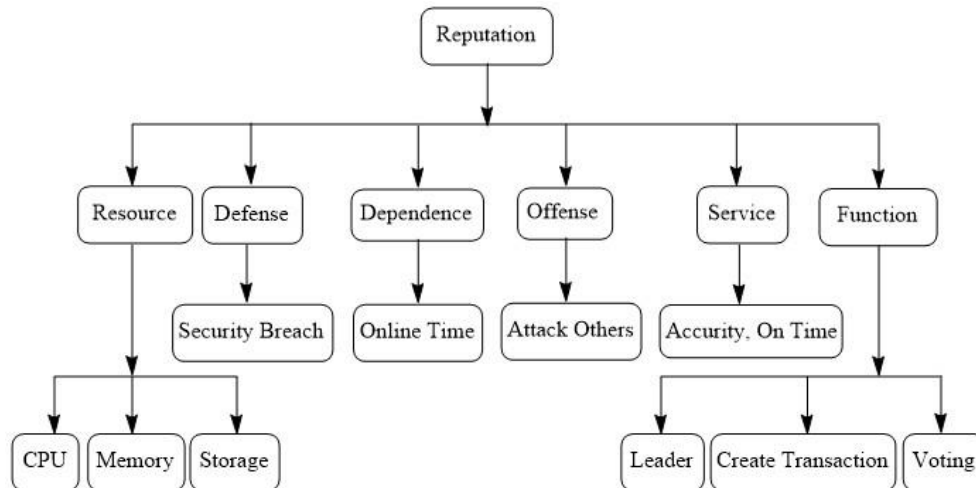 Reputation
Resource
Defense
Dependence
Offense
Service
Function
Security Breach
Online Time
Attack Others
Accurity, On Time
CPU
Memory
Storage
Leader
Create Transaction
Voting